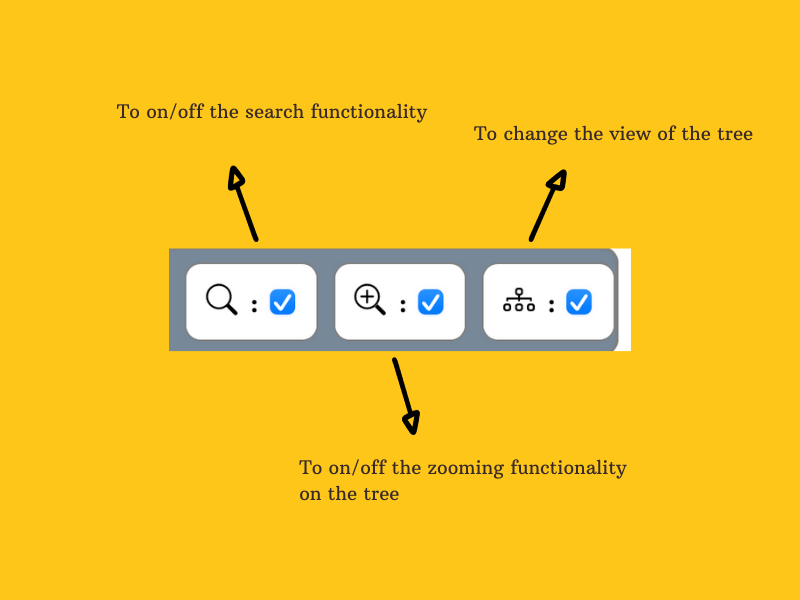 To on/off the search functionality
To change the view of the tree
:
:
:
To on/off the zooming functionality
on the tree